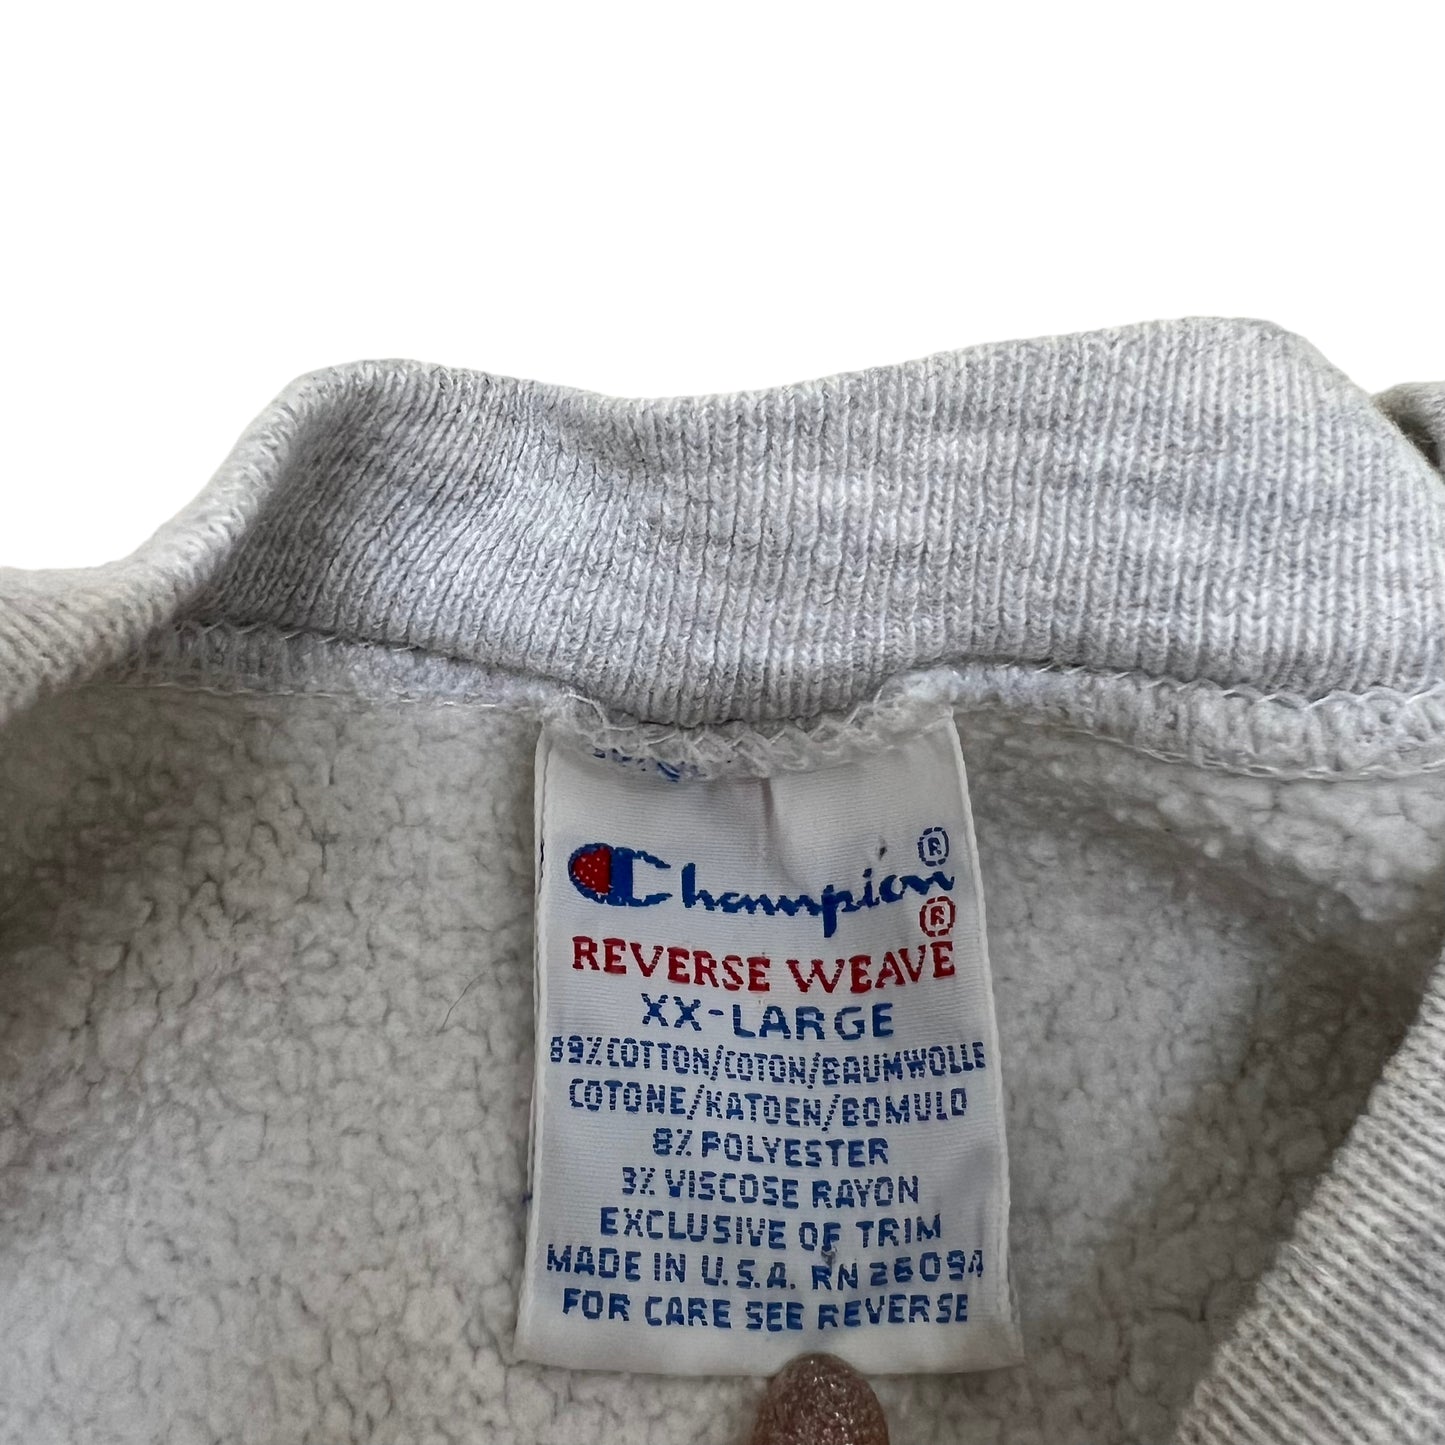 Champion®
REVERSE WEAVE®
XX-LARGE
89% COTTON/COTON/BAUMWOLLE
COTONE/KATOEN/BOMULD
8% POLYESTER
3% VISCOSE RAYON
EXCLUSIVE OF TRIM
MADE IN U.S.A. RN 26094
FOR CARE SEE REVERSE